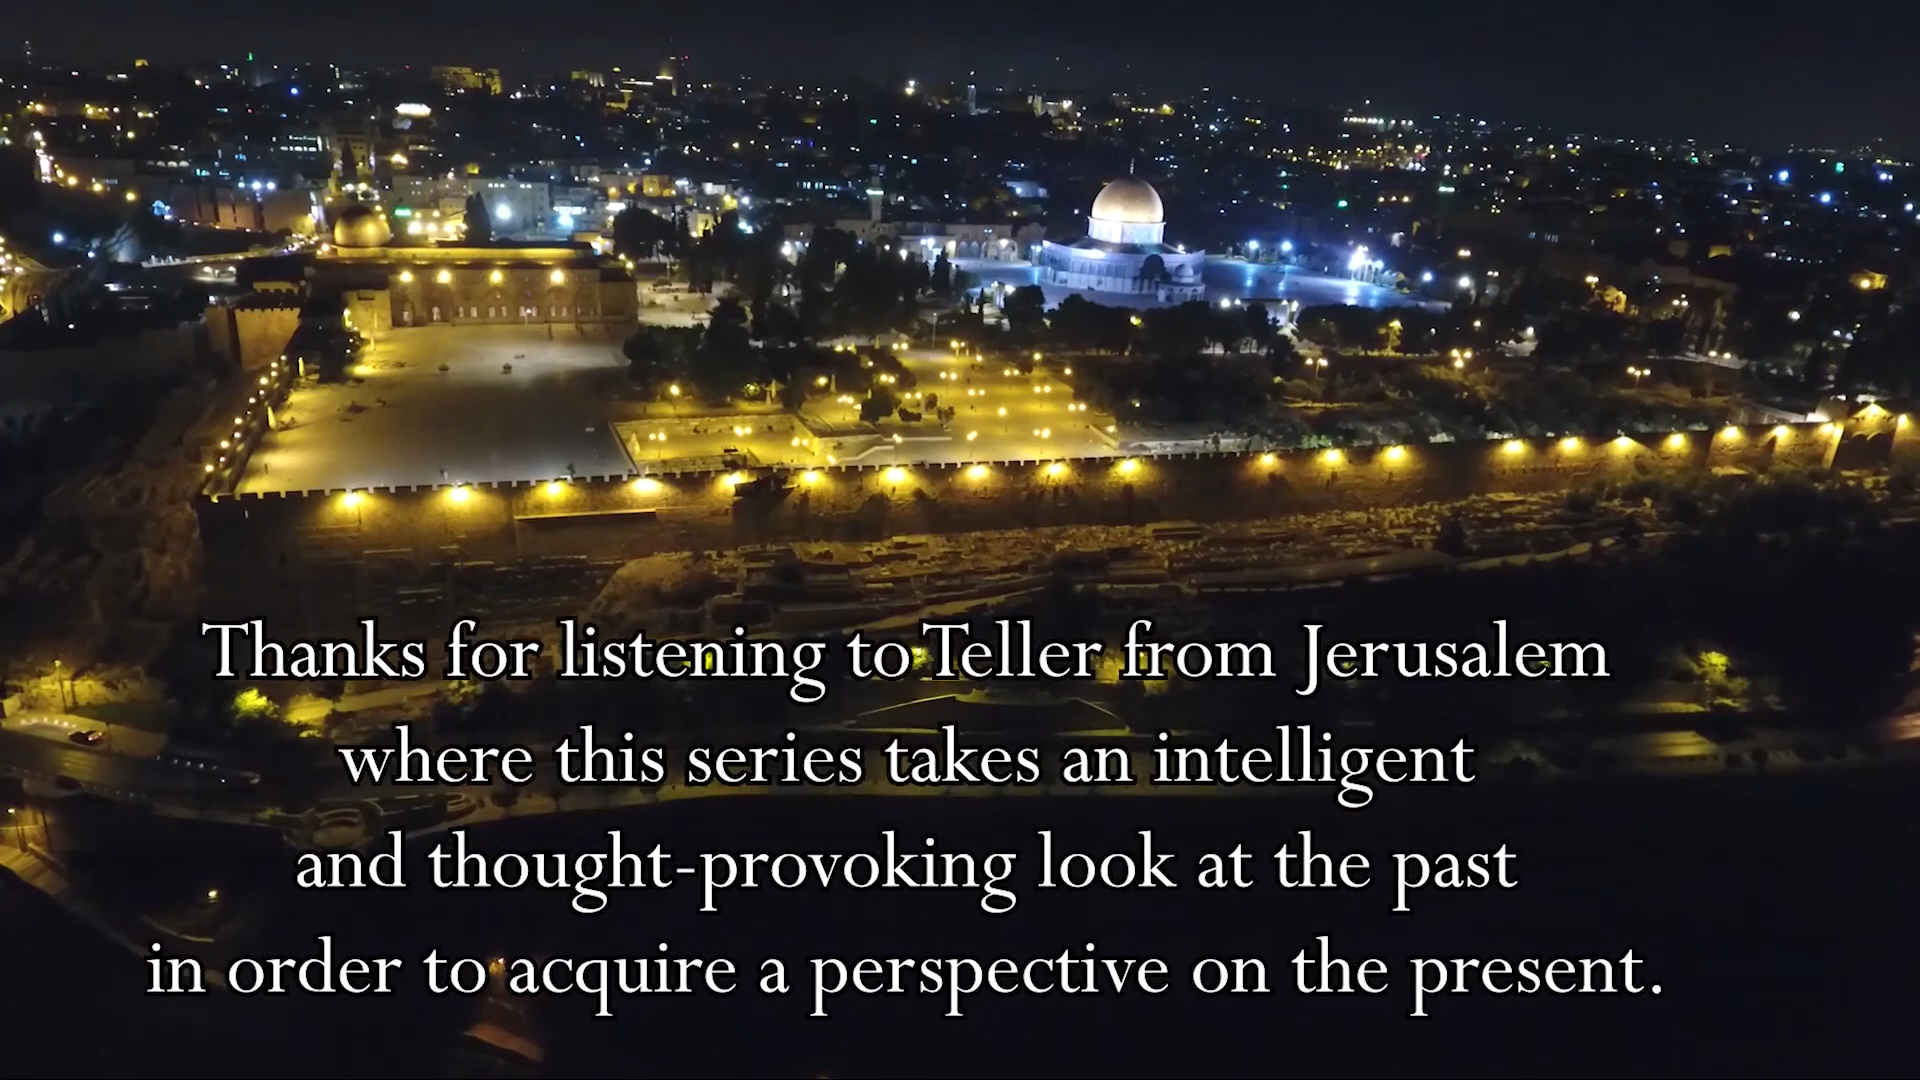 Thanks for listening to Teller from Jerusalem
where this series takes an intelligent
and thought-provoking look at the past
in order to acquire a perspective on the present.